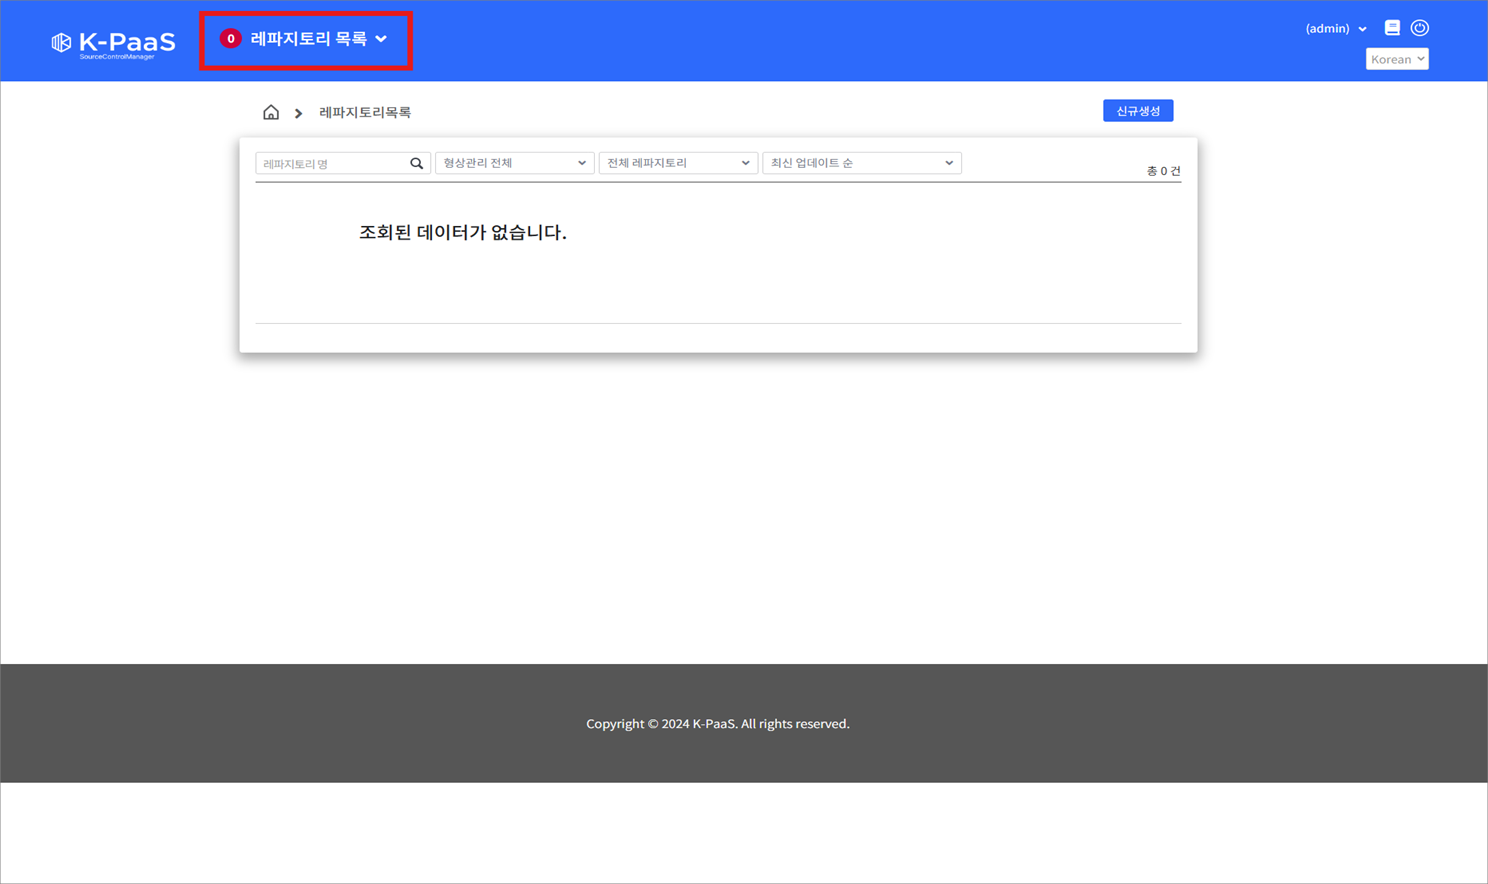 K-PaaS
SourceControlManager
0 레파지토리 목록
(admin)
Korean
레파지토리목록
신규생성
레파지토리 명
형상관리 전체
전체 레파지토리
최신 업데이트 순
총 0 건
조회된 데이터가 없습니다.
Copyright © 2024 K-PaaS. All rights reserved.